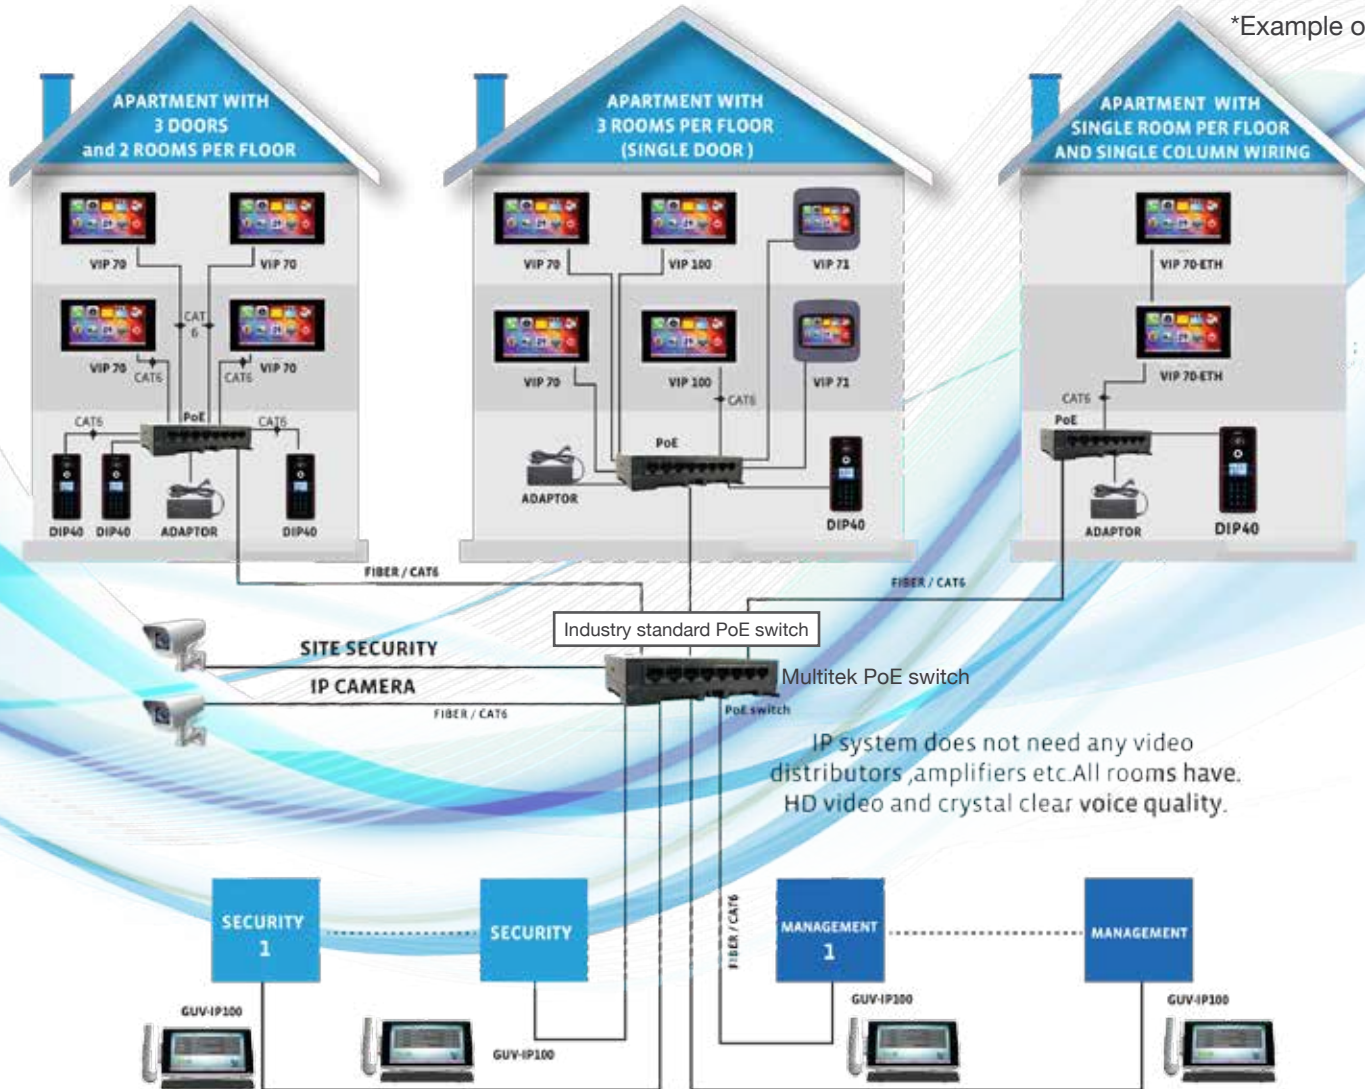 *Example o
APARTMENT WITH
3 DOORS
and 2 ROOMS PER FLOOR
APARTMENT WITH
3 ROOMS PER FLOOR
(SINGLE DOOR )
APARTMENT WITH
SINGLE ROOM PER FLOOR
AND SINGLE COLUMN WIRING
VIP 70
VIP 70
VIP 70
VIP 100
VIP 71
VIP 70-ETH
CAT
6
VIP 70
CAT6
CAT6
VIP 70
VIP 70
VIP 100
CAT6
VIP 71
VIP 70-ETH
CAT6
PoE
CAT6
CAT6
PoE
PoE
DIP40
DIP40
ADAPTOR
DIP40
ADAPTOR
DIP40
ADAPTOR
DIP40
FIBER / CAT6
FIBER / CAT6
Industry standard PoE switch
SITE SECURITY
IP CAMERA
FIBER / CAT6
Multitek PoE switch
PoE switch
IP system does not need any video
distributors ,amplifiers etc.All rooms have.
HD video and crystal clear voice quality.
SECURITY
1
SECURITY
FIBER / CAT6
MANAGEMENT
1
MANAGEMENT
GUV-IP100
GUV-IP100
GUV-IP100
GUV-IP100